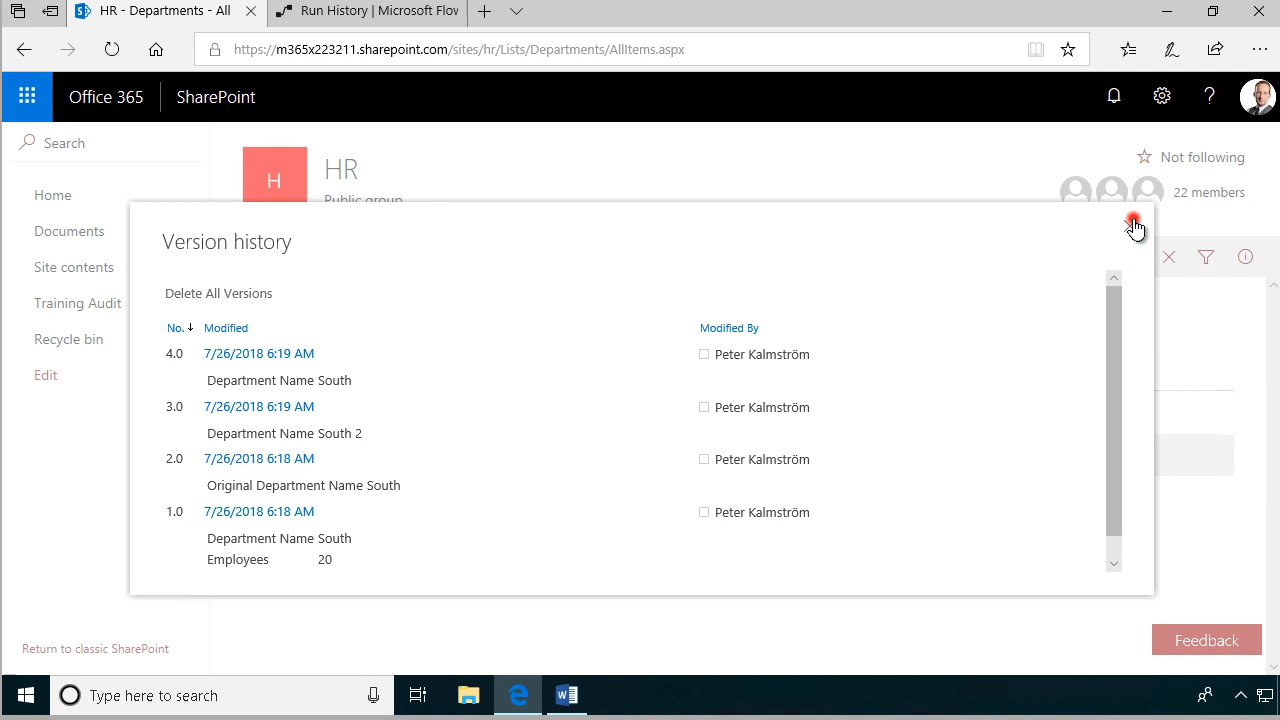 HR - Departments - All
Run History | Microsoft Flow
https://m365x223211.sharepoint.com/sites/hr/Lists/Departments/AllItems.aspx
Office 365
SharePoint
Search
H
HR
Public group
Not following
22 members
Home
Documents
Site contents
Training Audit
Recycle bin
Edit
Return to classic SharePoint
Version history
Delete All Versions
No. Modified Modified By
4.0 7/26/2018 6:19 AM Peter Kalmström
Department Name South
3.0 7/26/2018 6:19 AM Peter Kalmström
Department Name South 2
2.0 7/26/2018 6:18 AM Peter Kalmström
Original Department Name South
1.0 7/26/2018 6:18 AM Peter Kalmström
Department Name South
Employees 20
Feedback
Type here to search